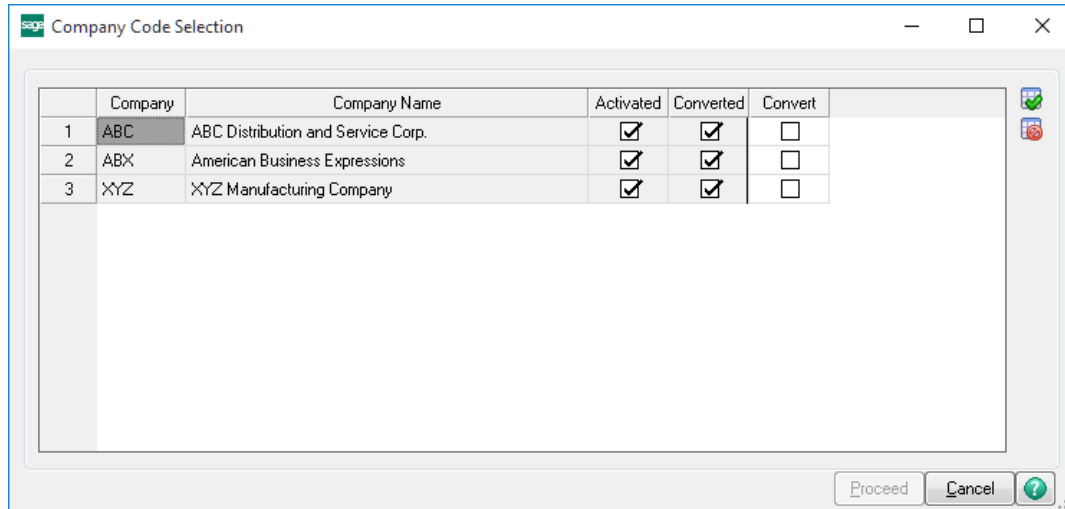 sage Company Code Selection
Company Company Name Activated Converted Convert
1 ABC ABC Distribution and Service Corp.
2 ABX American Business Expressions
3 XYZ XYZ Manufacturing Company
Proceed Cancel ?